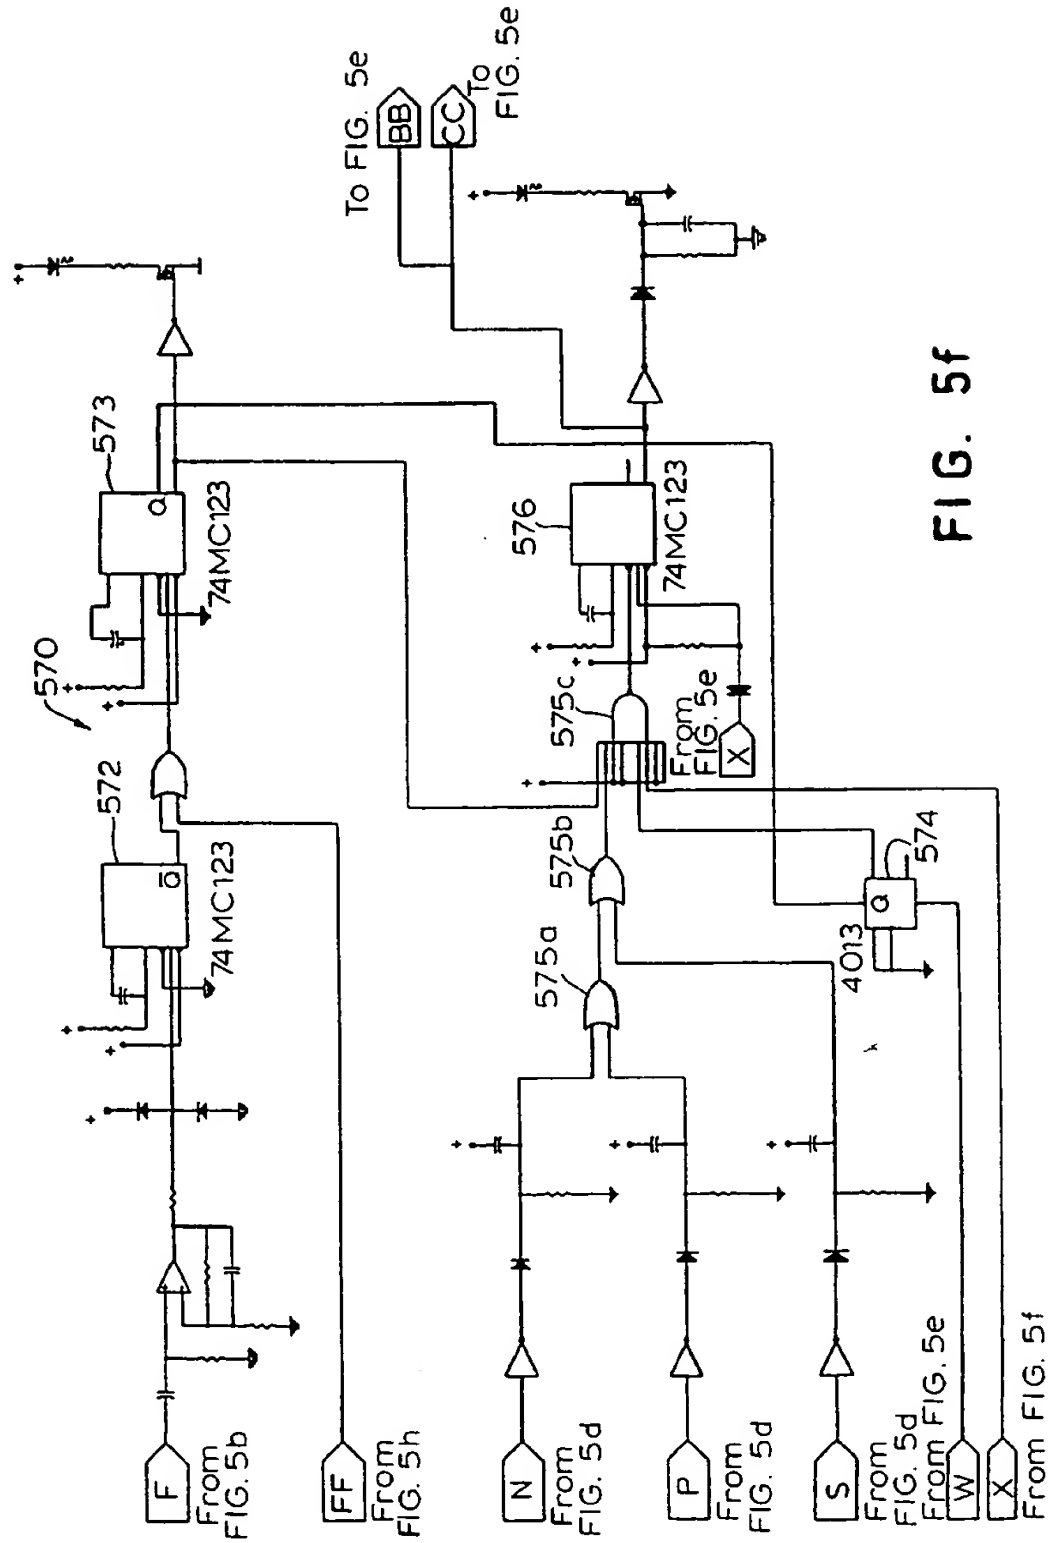 570
572
Q
74MC123
573
Q
74MC123
F
From
FIG. 5b
FF
From
FIG. 5h
To FIG. 5e
BB
CC
To
FIG. 5e
N
From
FIG. 5d
P
From
FIG. 5d
S
From
FIG. 5d
From FIG. 5e
W
X
From FIG. 5f
575a
575b
575c
576
74MC123
From
FIG. 5e
X
4013
Q
574
+
+
+
+
+
+
+
+
+
+
+
+
+
FIG. 5f